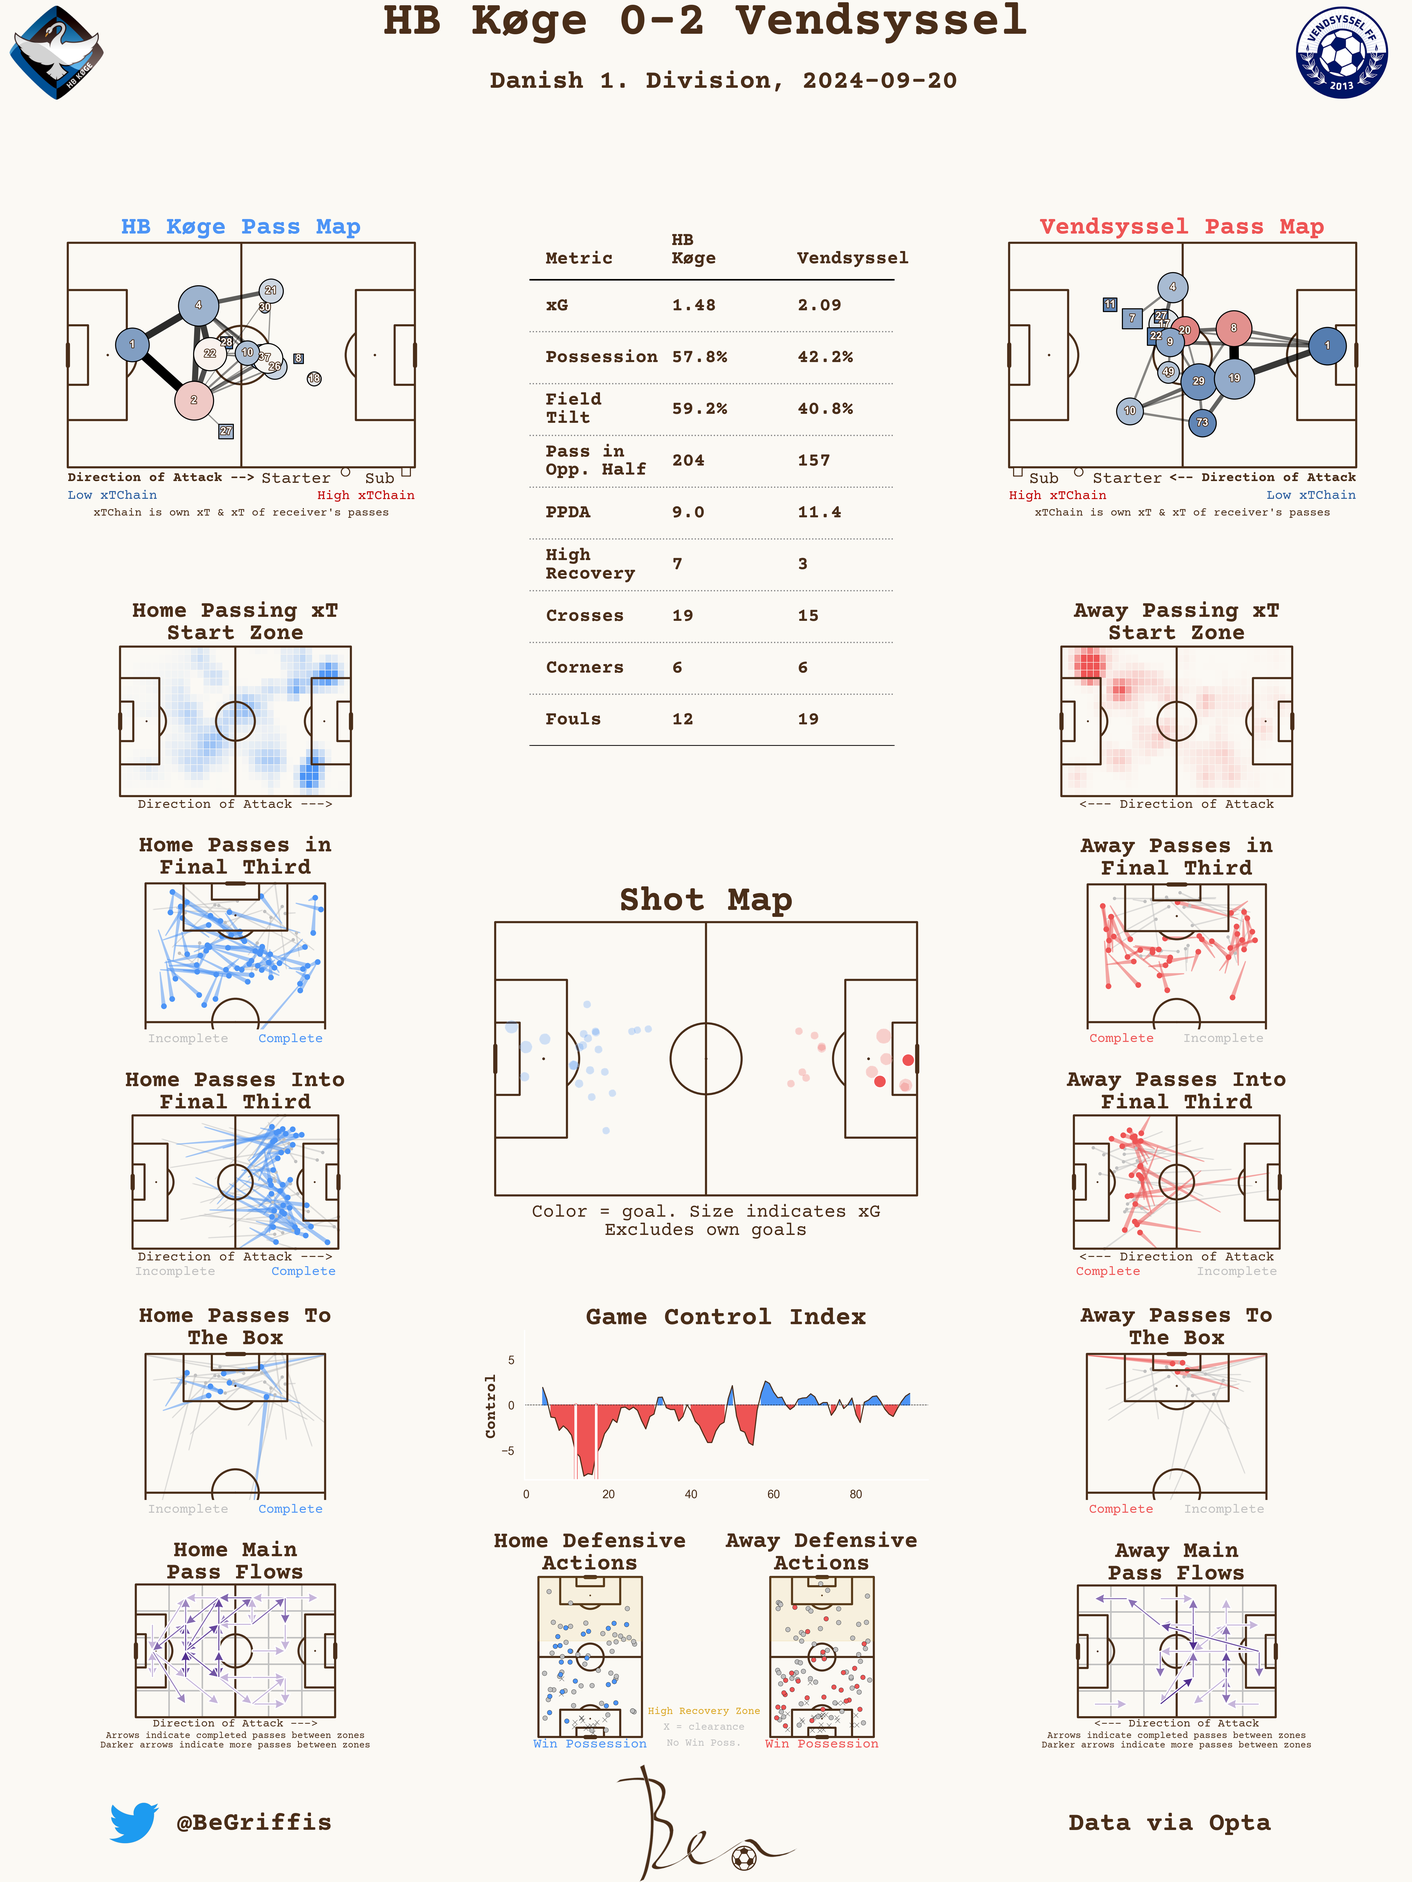 HB Køge 0-2 Vendsyssel
Danish 1. Division, 2024-09-20
HB KØGE
VENDSYSSEL FF
2013
HB Køge Pass Map
1
4
2
22
28
10
37
26
21
30
8
18
27
Direction of Attack --> Starter Sub
Low xTChain High xTChain
xTChain is own xT & xT of receiver's passes
Metric HB Køge Vendsyssel
xG 1.48 2.09
Possession 57.8% 42.2%
Field Tilt 59.2% 40.8%
Pass in Opp. Half 204 157
PPDA 9.0 11.4
High Recovery 7 3
Crosses 19 15
Corners 6 6
Fouls 12 19
Vendsyssel Pass Map
11
7
4
27
17
22
9
20
8
1
49
29
19
10
73
Sub Starter <-- Direction of Attack
High xTChain Low xTChain
xTChain is own xT & xT of receiver's passes
Home Passing xT
Start Zone
Direction of Attack --->
Away Passing xT
Start Zone
<--- Direction of Attack
Home Passes in
Final Third
Incomplete Complete
Away Passes in
Final Third
Complete Incomplete
Shot Map
Color = goal. Size indicates xG
Excludes own goals
Home Passes Into
Final Third
Direction of Attack --->
Incomplete Complete
Away Passes Into
Final Third
<--- Direction of Attack
Complete Incomplete
Home Passes To
The Box
Incomplete Complete
Game Control Index
Control
5
0
−5
0 20 40 60 80
Away Passes To
The Box
Complete Incomplete
Home Main
Pass Flows
Direction of Attack --->
Arrows indicate completed passes between zones
Darker arrows indicate more passes between zones
Home Defensive
Actions
Win Possession
High Recovery Zone
X = clearance
No Win Poss.
Away Defensive
Actions
Win Possession
Away Main
Pass Flows
<--- Direction of Attack
Arrows indicate completed passes between zones
Darker arrows indicate more passes between zones
@BeGriffis
Ben
Data via Opta